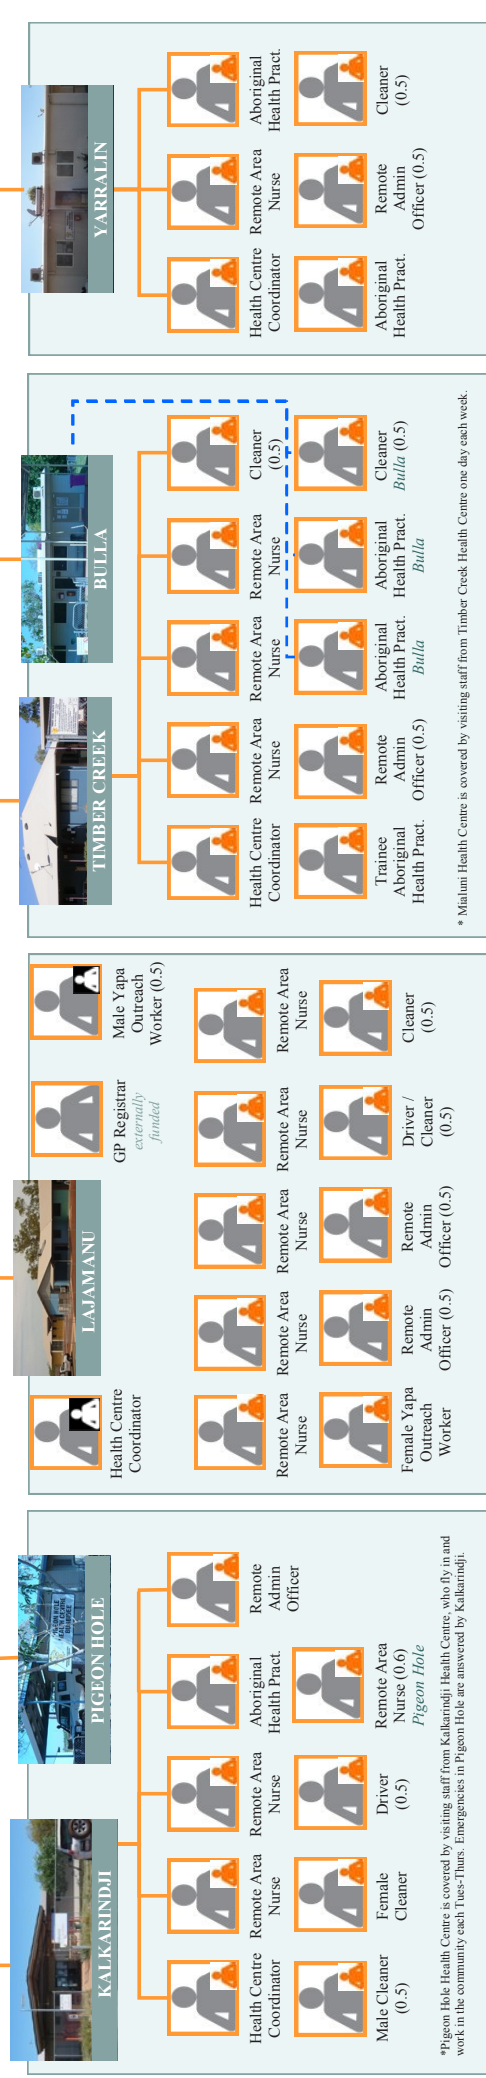 KALKARINDJI
PIGEON HOLE
Health Centre
Coordinator
Remote Area
Nurse
Remote Area
Nurse
Aboriginal
Health Pract.
Remote
Admin
Officer
Male Cleaner
(0.5)
Female
Cleaner
Driver
(0.5)
Remote Area
Nurse (0.6)
Pigeon Hole
*Pigeon Hole Health Centre is covered by visiting staff from Kalkarindji Health Centre, who fly in and
work in the community each Tues-Thurs. Emergencies in Pigeon Hole are answered by Kalkarindji.
LAJAMANU
Health Centre
Coordinator
GP Registrar
externally
funded
Male Yapa
Outreach
Worker (0.5)
Remote Area
Nurse
Remote Area
Nurse
Remote Area
Nurse
Remote Area
Nurse
Remote Area
Nurse
Female Yapa
Outreach
Worker
Remote
Admin
Officer (0.5)
Remote
Admin
Officer (0.5)
Driver /
Cleaner
(0.5)
Cleaner
(0.5)
TIMBER CREEK
BULLA
Health Centre
Coordinator
Remote Area
Nurse
Remote Area
Nurse
Remote Area
Nurse
Cleaner
(0.5)
Trainee
Aboriginal
Health Pract.
Remote
Admin
Officer (0.5)
Aboriginal
Health Pract.
Bulla
Aboriginal
Health Pract.
Bulla
Cleaner
Bulla (0.5)
* Mialuni Health Centre is covered by visiting staff from Timber Creek Health Centre one day each week.
YARRALIN
Health Centre
Coordinator
Remote Area
Nurse
Aboriginal
Health Pract.
Aboriginal
Health Pract.
Remote
Admin
Officer (0.5)
Cleaner
(0.5)